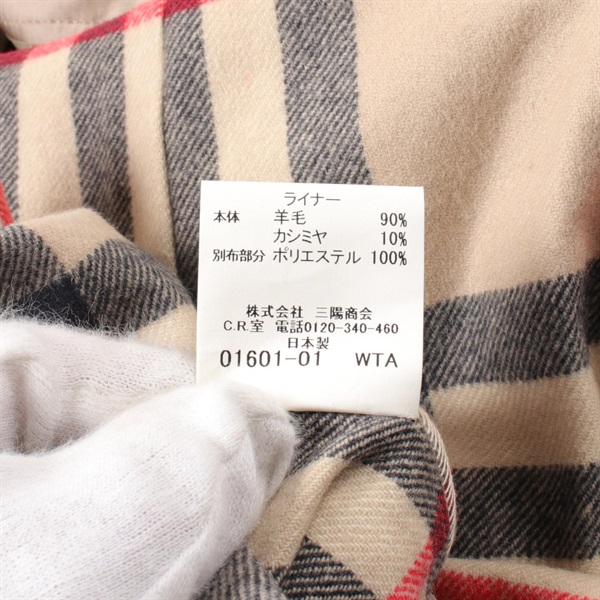 ライナー
本体 羊毛 90%
カシミヤ 10%
別布部分 ポリエステル 100%
株式会社 三陽商会
C.R.室 電話0120-340-460
日本製
01601-01 WTA